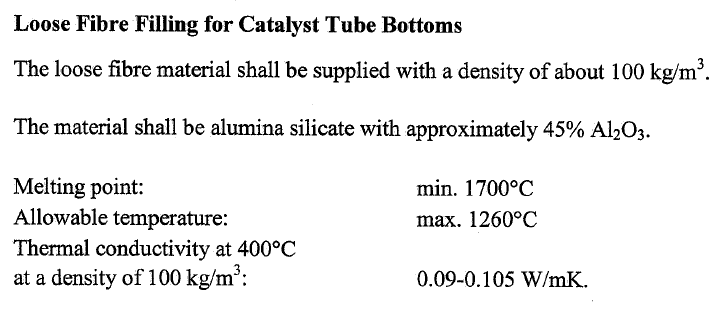 Loose Fibre Filling for Catalyst Tube Bottoms
The loose fibre material shall be supplied with a density of about 100 kg/m³.
The material shall be alumina silicate with approximately 45% Al₂O₃.
Melting point: min. 1700°C
Allowable temperature: max. 1260°C
Thermal conductivity at 400°C
at a density of 100 kg/m³: 0.09-0.105 W/mK.